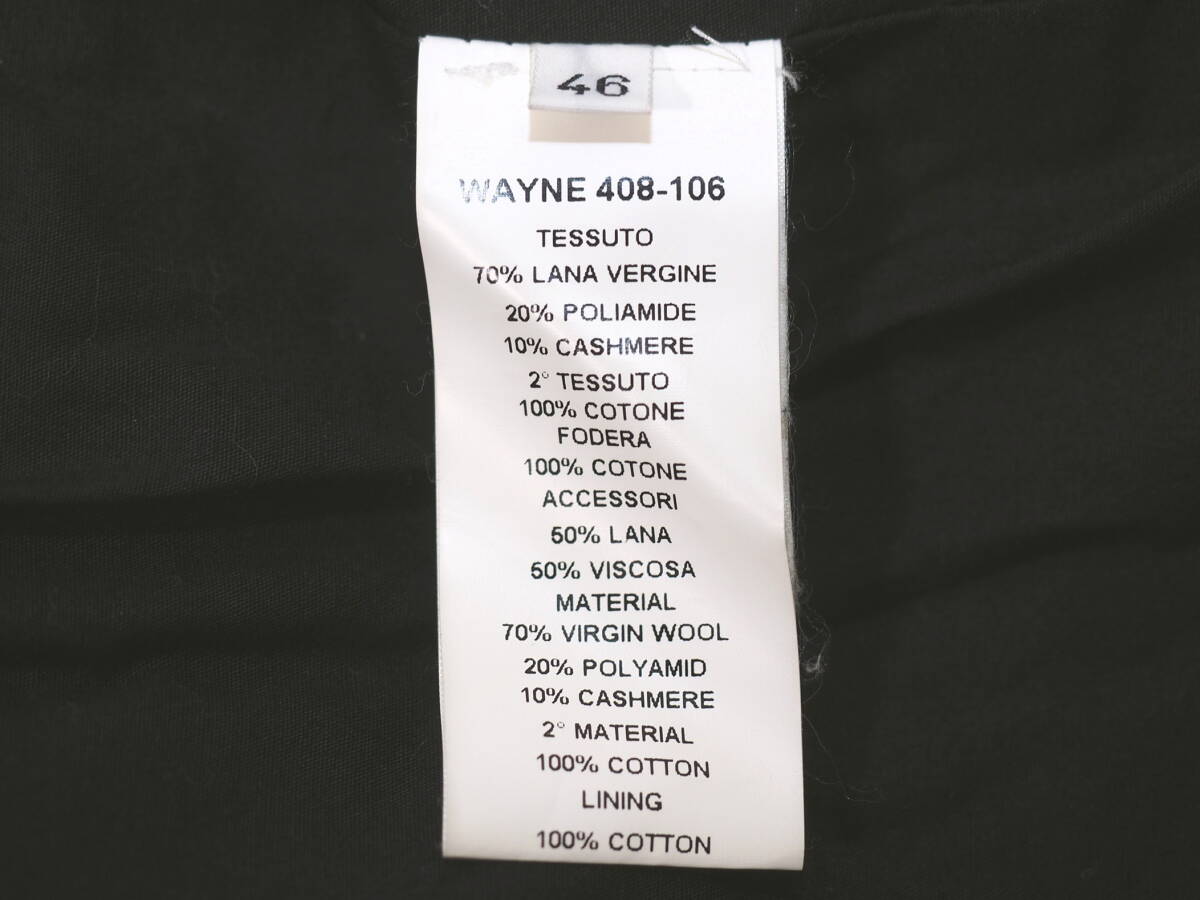 46
WAYNE 408-106
TESSUTO
70% LANA VERGINE
20% POLIAMIDE
10% CASHMERE
2° TESSUTO
100% COTONE
FODERA
100% COTONE
ACCESSORI
50% LANA
50% VISCOSA
MATERIAL
70% VIRGIN WOOL
20% POLYAMID
10% CASHMERE
2° MATERIAL
100% COTTON
LINING
100% COTTON